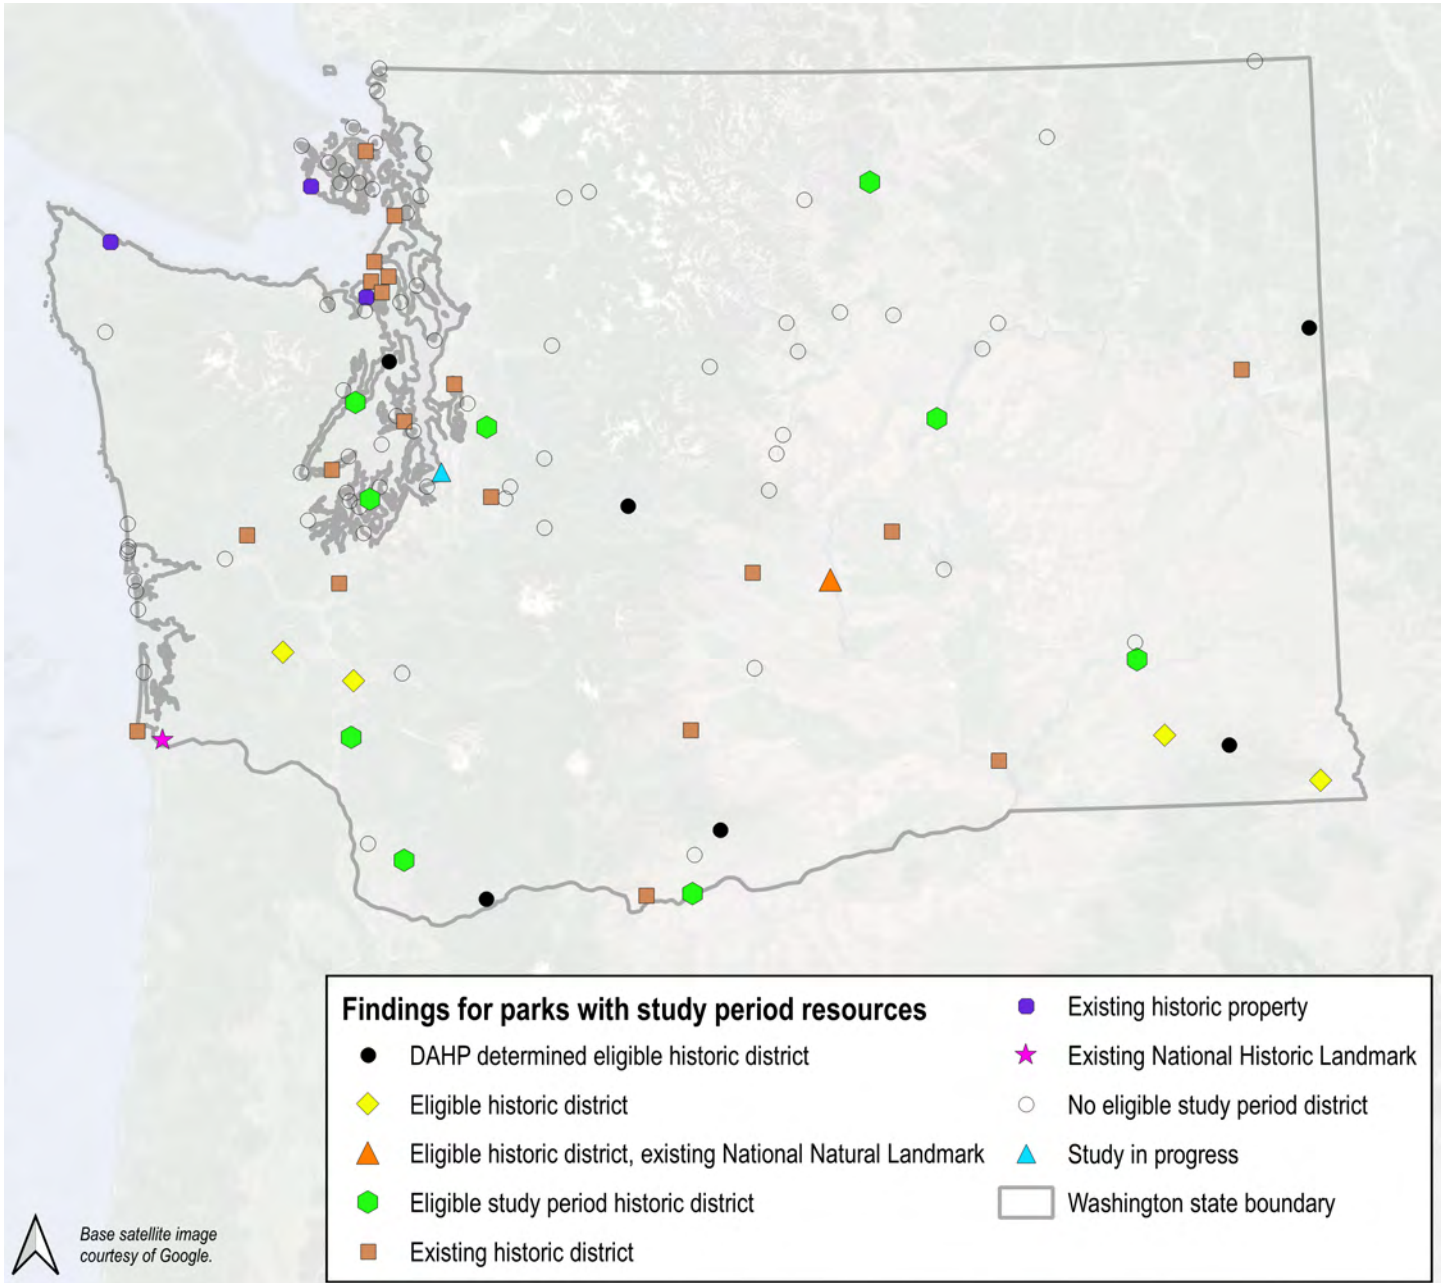 Findings for parks with study period resources
DAHP determined eligible historic district
Eligible historic district
Eligible historic district, existing National Natural Landmark
Eligible study period historic district
Existing historic district
Existing historic property
Existing National Historic Landmark
No eligible study period district
Study in progress
Washington state boundary
Base satellite image
courtesy of Google.